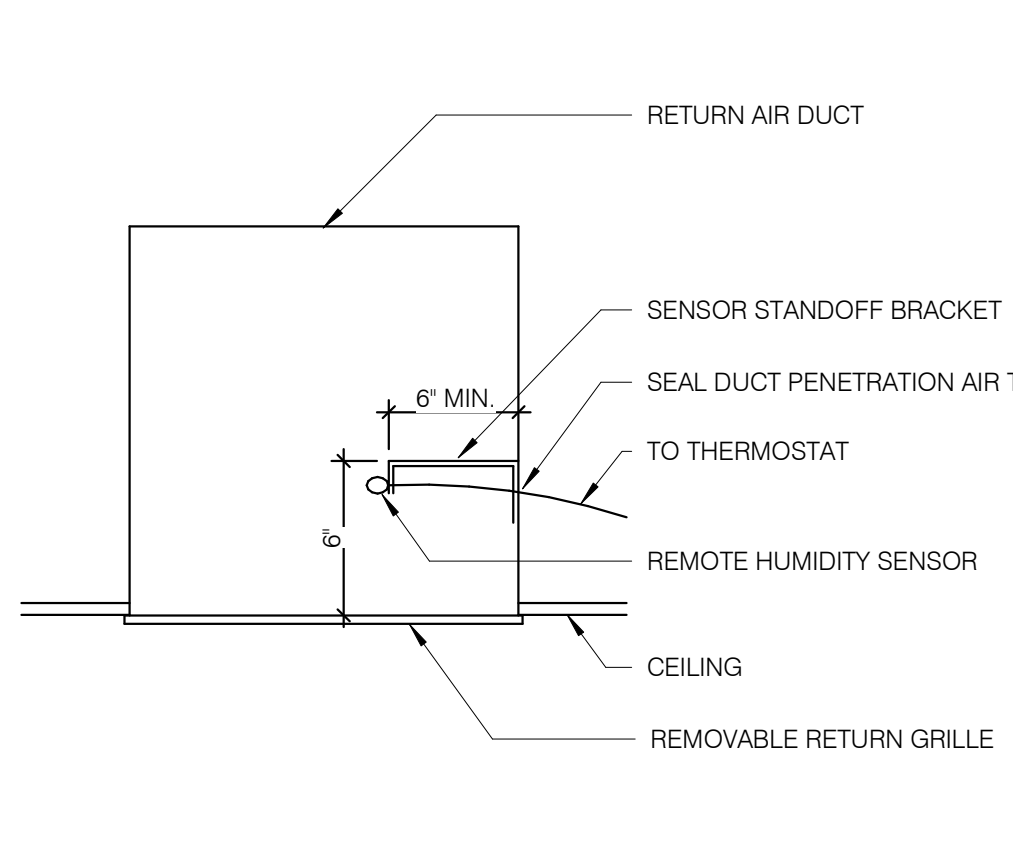 RETURN AIR DUCT
SENSOR STANDOFF BRACKET
SEAL DUCT PENETRATION AIR
6" MIN.
TO THERMOSTAT
6"
REMOTE HUMIDITY SENSOR
CEILING
REMOVABLE RETURN GRILLE